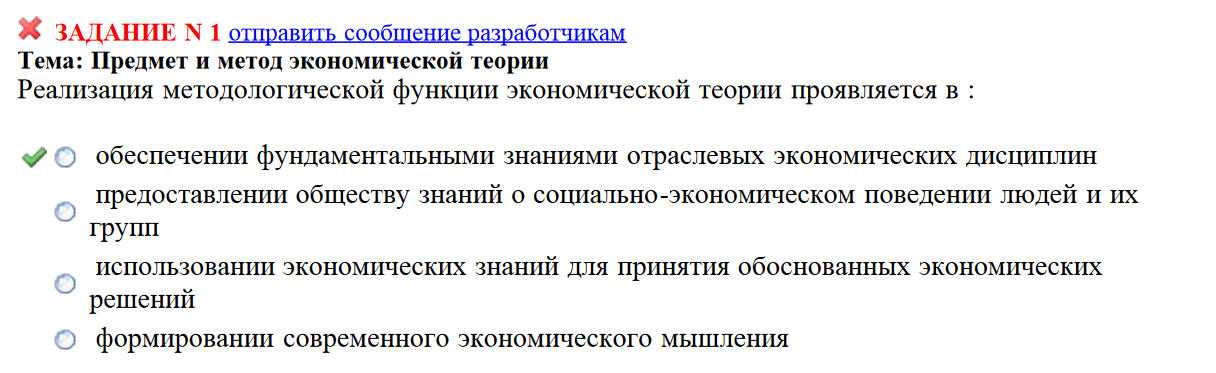 ЗАДАНИЕ N 1 отправить сообщение разработчикам
Тема: Предмет и метод экономической теории
Реализация методологической функции экономической теории проявляется в :
обеспечении фундаментальными знаниями отраслевых экономических дисциплин
предоставлении обществу знаний о социально-экономическом поведении людей и их
групп
использовании экономических знаний для принятия обоснованных экономических
решений
формировании современного экономического мышления